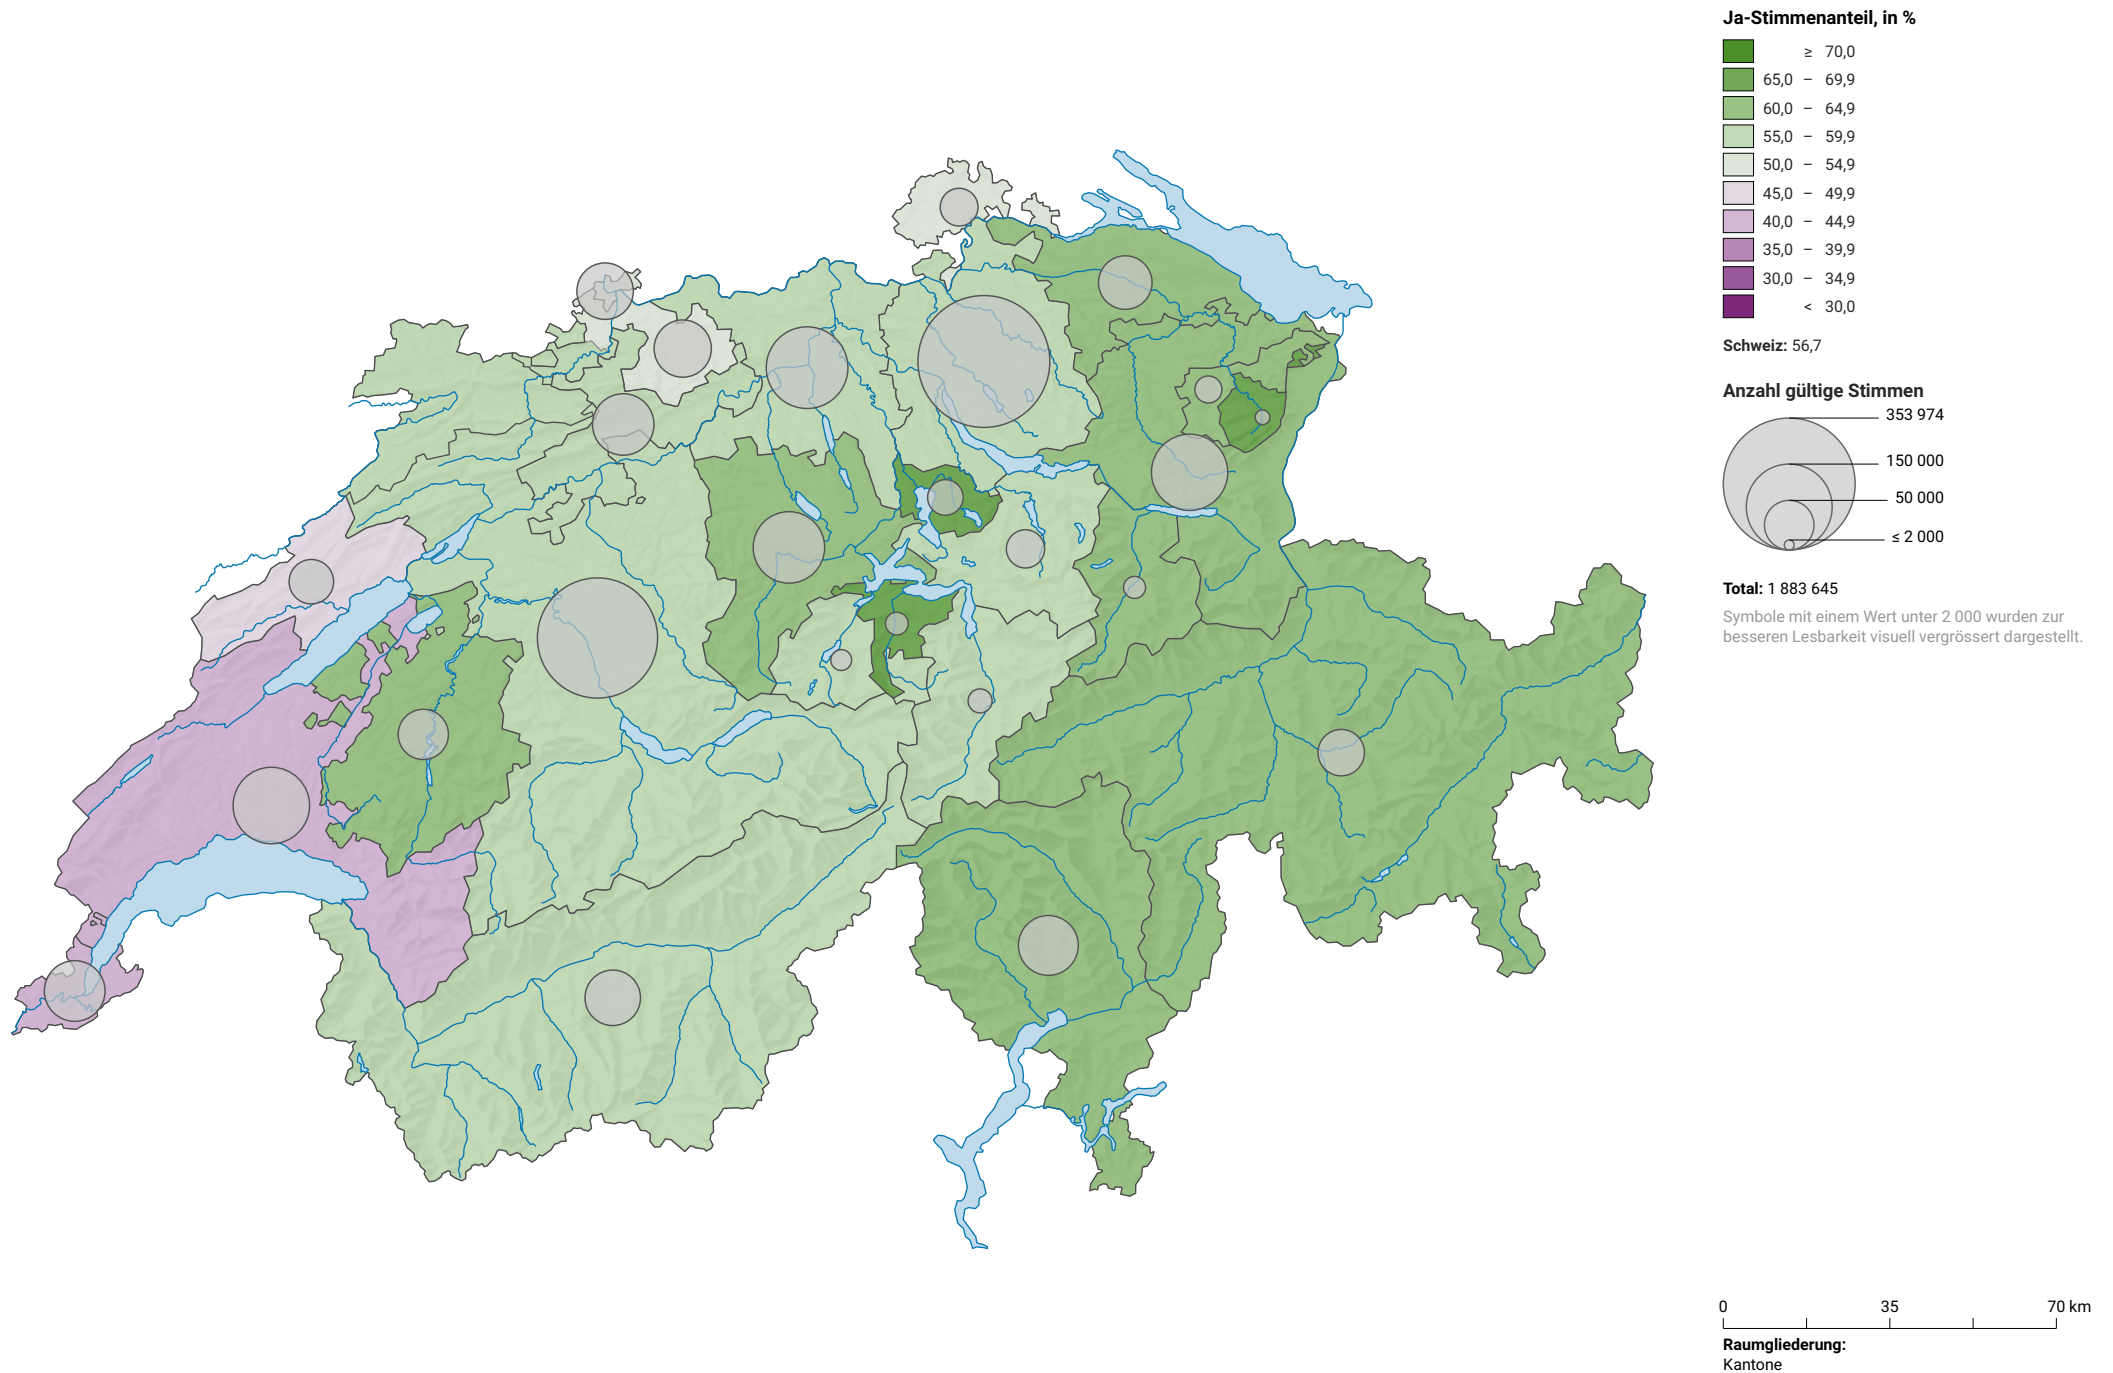 Ja-Stimmenanteil, in %
≥ 70,0
65,0 – 69,9
60,0 – 64,9
55,0 – 59,9
50,0 – 54,9
45,0 – 49,9
40,0 – 44,9
35,0 – 39,9
30,0 – 34,9
< 30,0
Schweiz: 56,7
Anzahl gültige Stimmen
353 974
150 000
50 000
≤ 2 000
Total: 1 883 645
Symbole mit einem Wert unter 2 000 wurden zur
besseren Lesbarkeit visuell vergrössert dargestellt.
0 35 70 km
Raumgliederung:
Kantone